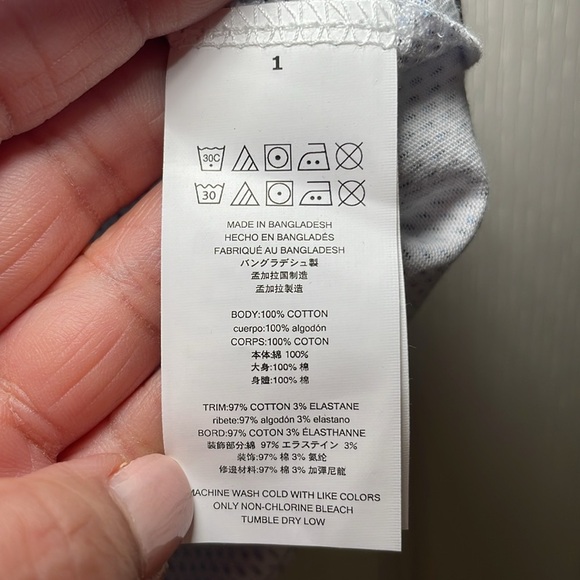 1
30C
30
MADE IN BANGLADESH
HECHO EN BANGLADÉS
FABRIQUÉ AU BANGLADESH
バングラデシュ製
孟加拉国制造
孟加拉製造
BODY:100% COTTON
cuerpo:100% algodón
CORPS:100% COTON
本体:綿 100%
大身:100% 棉
身體:100% 棉
TRIM:97% COTTON 3% ELASTANE
ribete:97% algodón 3% elastano
BORD:97% COTON 3% ÉLASTHANNE
装飾部分:綿 97% エラステイン 3%
装饰:97% 棉 3% 氨纶
修邊材料:97% 棉 3% 加彈尼龍
MACHINE WASH COLD WITH LIKE COLORS
ONLY NON-CHLORINE BLEACH
TUMBLE DRY LOW